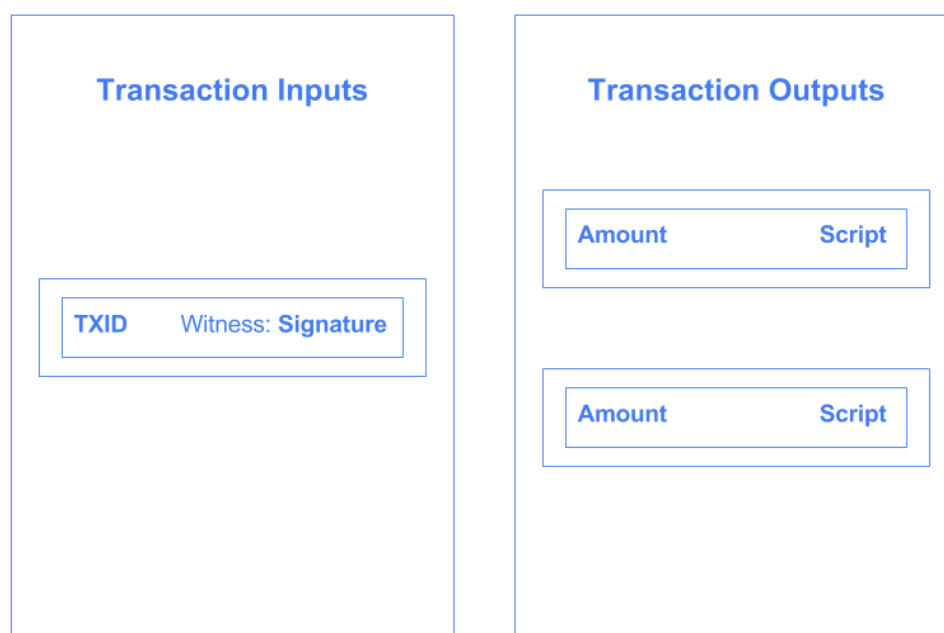 Transaction Inputs
TXID Witness: Signature
Transaction Outputs
Amount Script
Amount Script